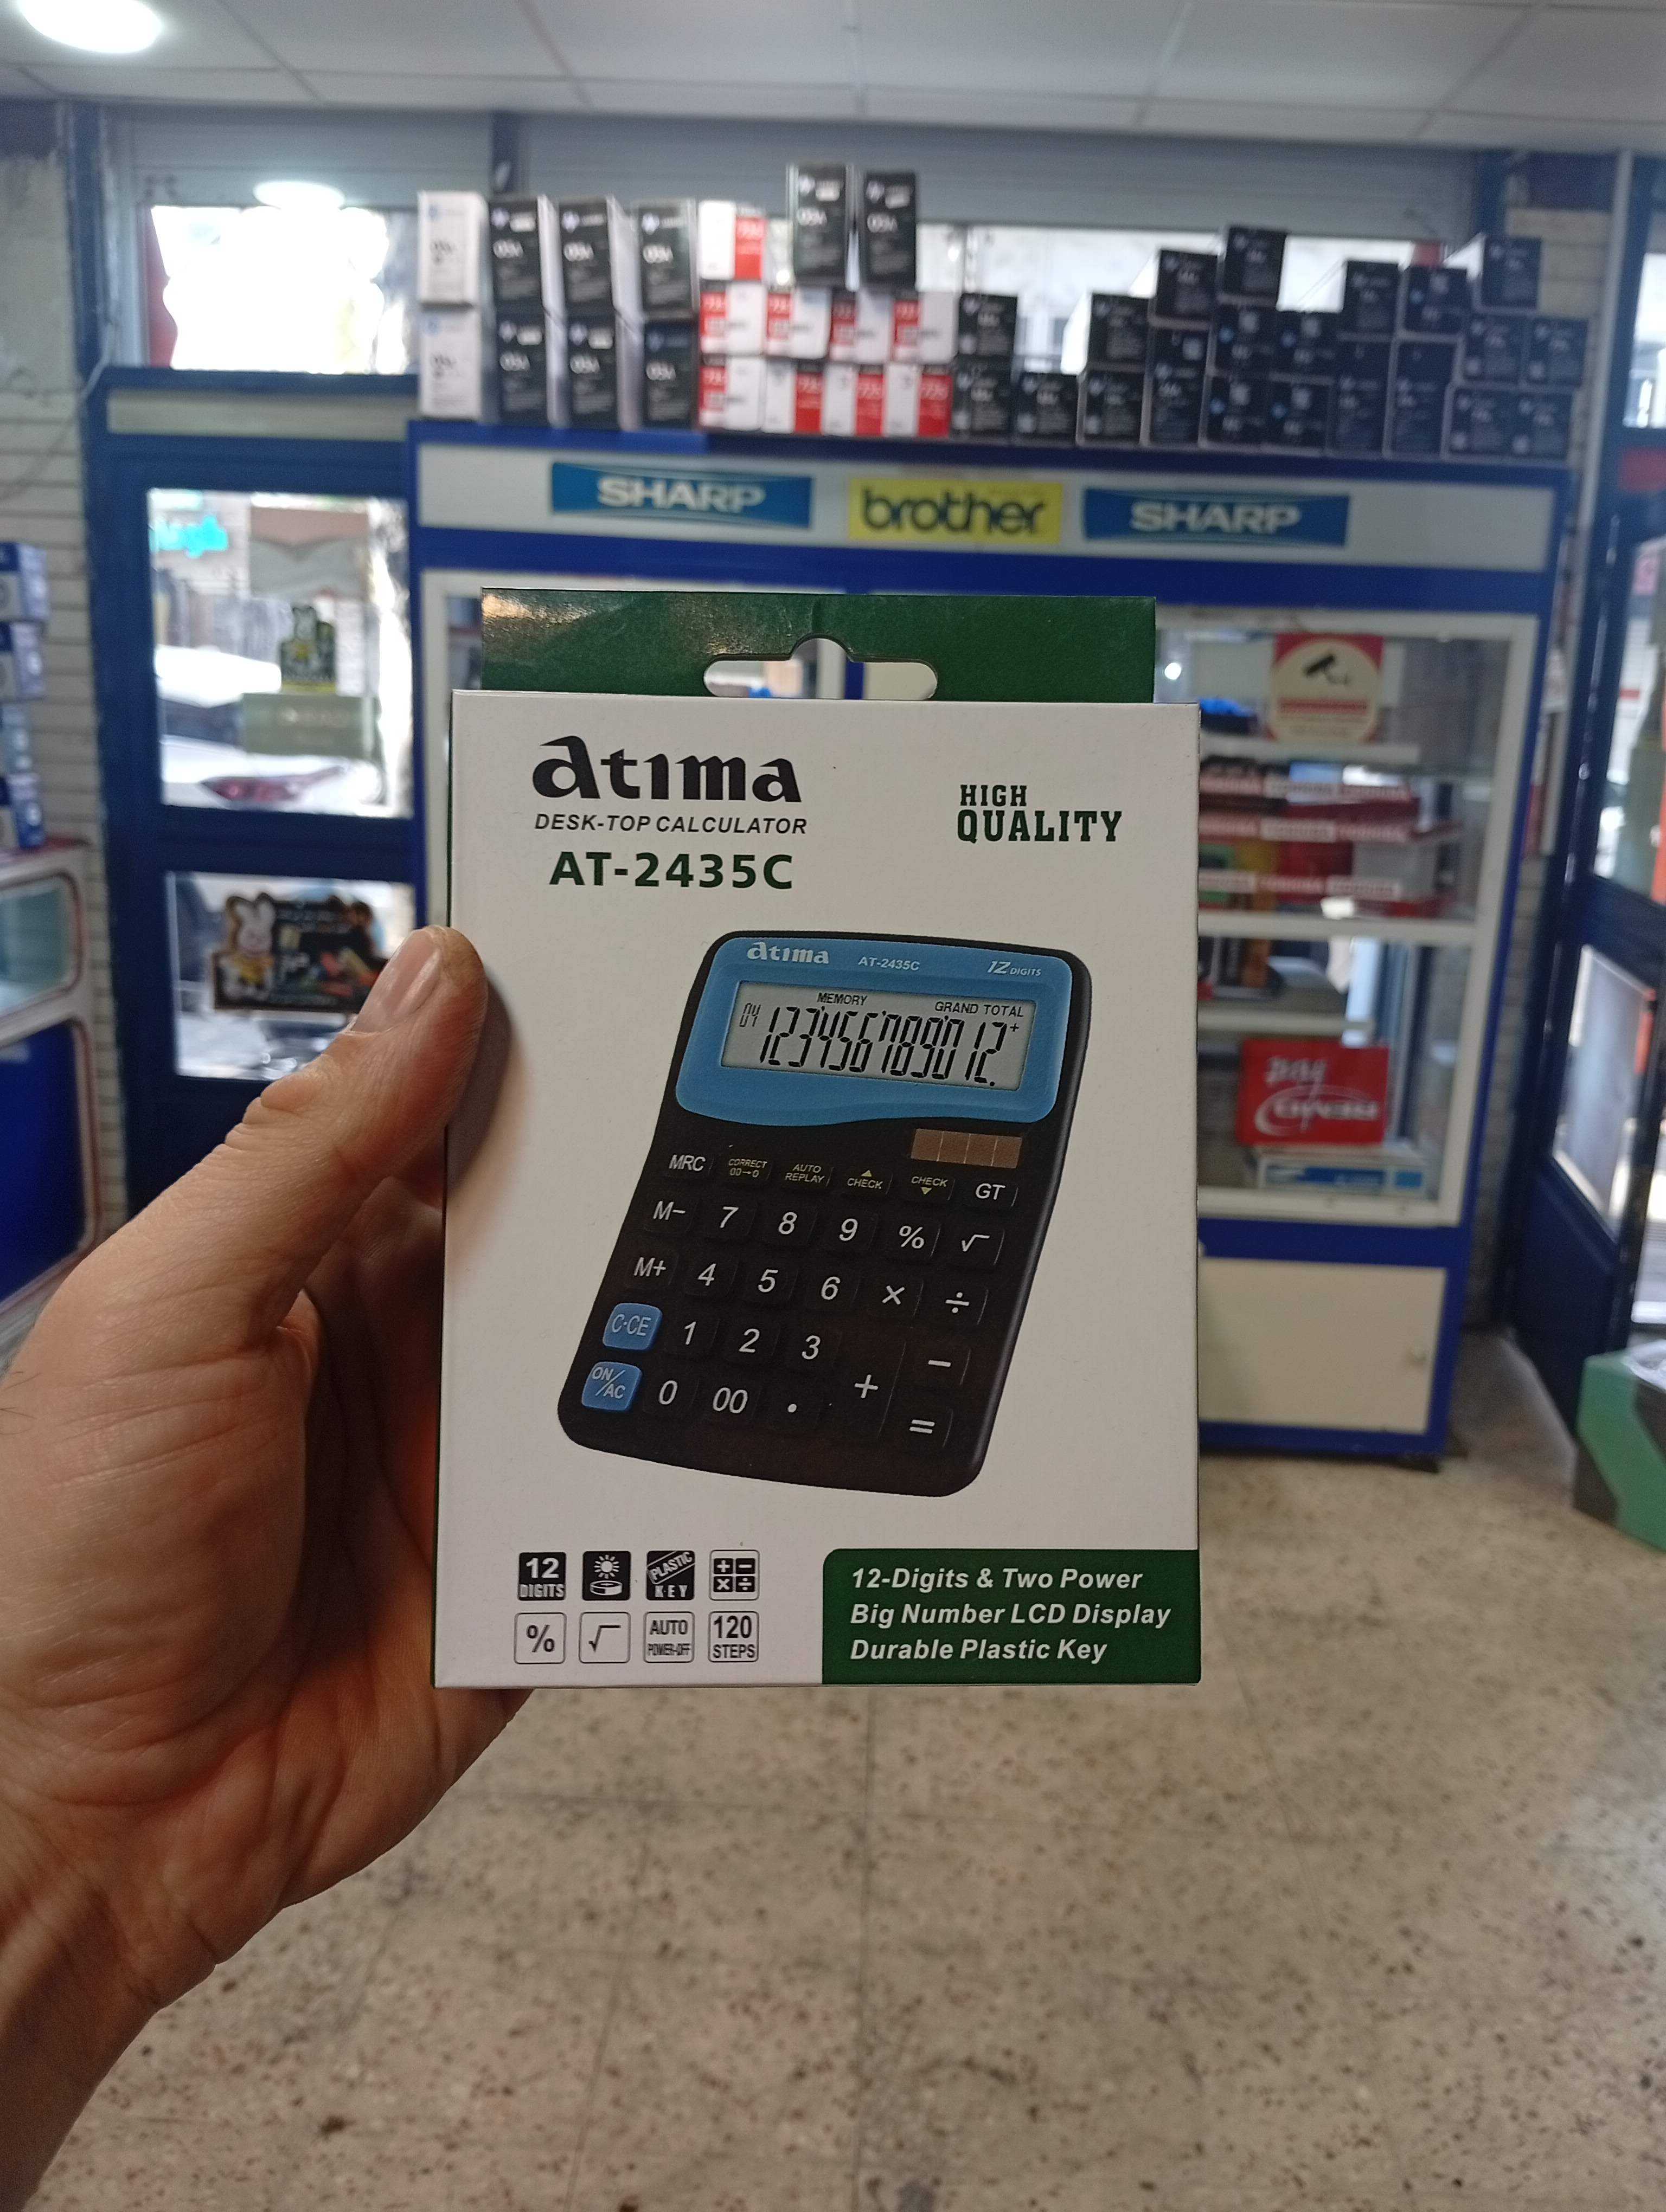 SHARP
brother
SHARP
atıma
DESK-TOP CALCULATOR
AT-2435C
HIGH
QUALITY
atıma AT-2435C 12 DIGITS
MEMORY GRAND TOTAL
123456789012.
MRC CORRECT 00→0 AUTO REPLAY ▲ CHECK CHECK ▼ GT
M− 7 8 9 % √
M+ 4 5 6 × ÷
C·CE 1 2 3 + −
ON/AC 0 00 . =
12 DIGITS
PLASTIC KEY
+ − × ÷
% √ AUTO POWER-OFF 120 STEPS
12-Digits & Two Power
Big Number LCD Display
Durable Plastic Key